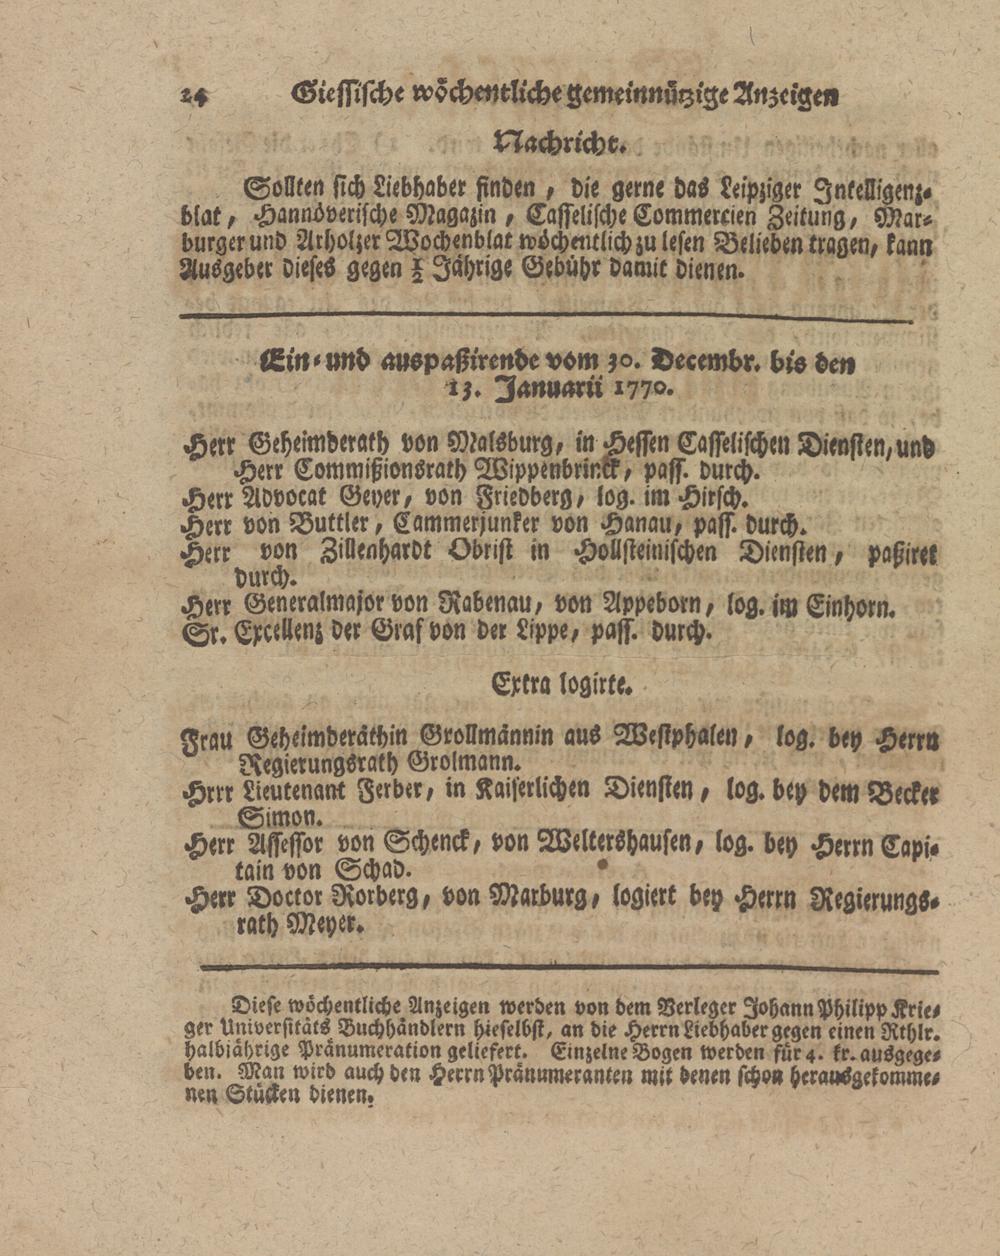 24 Giessische wöchentliche gemeinnützige Anzeigen
Nachricht.
Sollten sich Liebhaber finden, die gerne das Leipziger Intelligenz-
blat, Hannöverische Magazin, Casselische Commercien Zeitung, Mar-
burger und Arholzer Wochenblat wöchentlich zu lesen Belieben tragen, kann
Ausgeber dieses gegen ½ Jährige Gebühr damit dienen.
Ein- und auspaßirende vom 30. Decembr. bis den
13. Januarii 1770.
Herr Geheimderath von Malsburg, in Hessen Casselischen Diensten, und
Herr Commißionsrath Wippenbrinck, pass. durch.
Herr Advocat Geyer, von Friedberg, log. im Hirsch.
Herr von Buttler, Cammerjunker von Hanau, pass. durch.
Herr von Zillenhardt Obrist in Hollsteinischen Diensten, paßiret
durch.
Herr Generalmajor von Rabenau, von Appeborn, log. im Einhorn.
Sr. Excellenz der Graf von der Lippe, pass. durch.
Extra logirte.
Frau Geheimderäthin Grollmännin aus Westphalen, log. bey Herrn
Regierungsrath Grolmann.
Hrrr Lieutenant Ferber, in Kaiserlichen Diensten, log. bey dem Becker
Simon.
Herr Assessor von Schenck, von Weltershausen, log. bey Herrn Capi-
tain von Schad.
Herr Doctor Rorberg, von Marburg, logiert bey Herrn Regierungs-
rath Meyer.
Diese wöchentliche Anzeigen werden von dem Verleger Johann Philipp Krie-
ger Universitäts Buchhändlern hieselbst, an die Herrn Liebhaber gegen einen Rthlr.
halbjährige Pränumeration geliefert. Einzelne Bogen werden für 4. kr. ausgege-
ben. Man wird auch den Herrn Pränumeranten mit denen schon herausgekomme-
nen Stücken dienen.